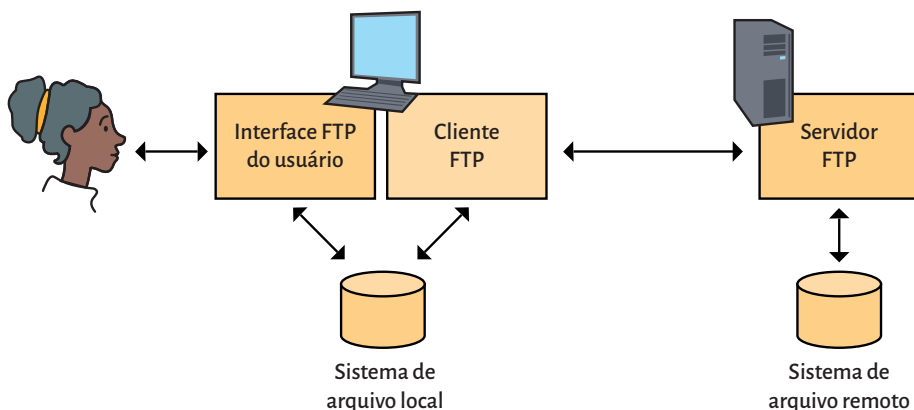 Interface FTP
do usuário
Cliente
FTP
Servidor
FTP
Sistema de
arquivo local
Sistema de
arquivo remoto